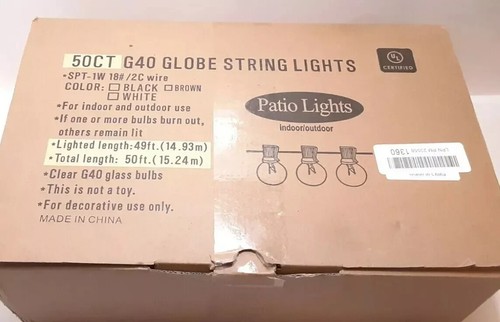 50CT G40 GLOBE STRING LIGHTS
•SPT-1W 18#/2C wire
COLOR: □ BLACK □ BROWN
□ WHITE
•For indoor and outdoor use
•If one or more bulbs burn out,
others remain lit
•Lighted length:49ft.(14.93m)
•Total length: 50ft.(15.24m)
•Clear G40 glass bulbs
•This is not a toy.
•For decorative use only.
MADE IN CHINA
UL
CERTIFIED
Patio Lights
indoor/outdoor
1360